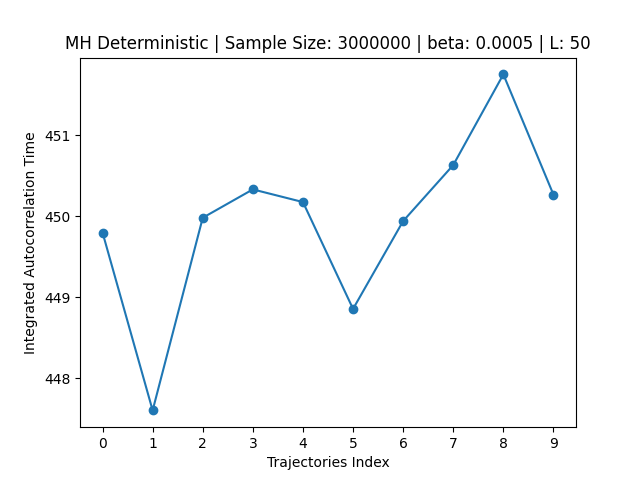 MH Deterministic | Sample Size: 3000000 | beta: 0.0005 | L: 50
Integrated Autocorrelation Time
451
450
449
448
0 1 2 3 4 5 6 7 8 9
Trajectories Index